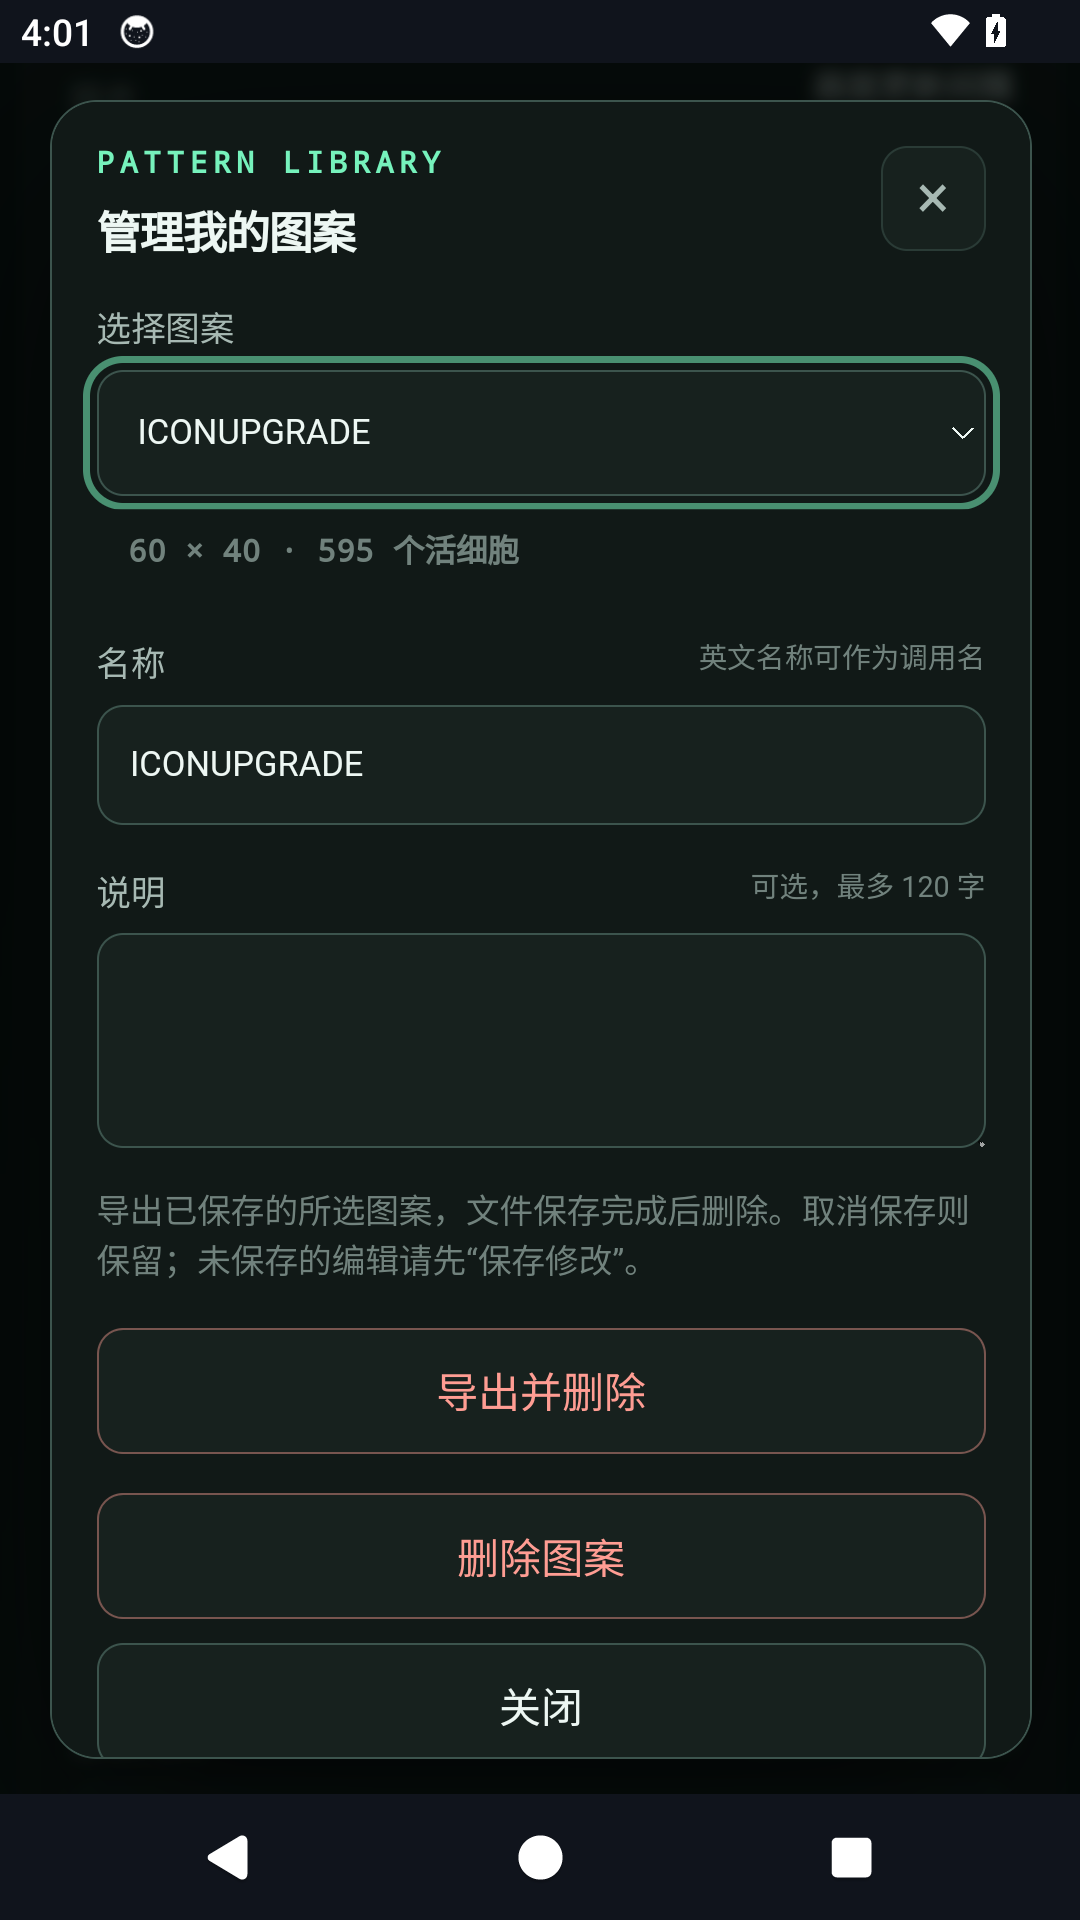 4:01
PATTERN LIBRARY
管理我的图案
选择图案
ICONUPGRADE
60 × 40 · 595 个活细胞
名称
英文名称可作为调用名
ICONUPGRADE
说明
可选，最多 120 字
导出已保存的所选图案，文件保存完成后删除。取消保存则
保留；未保存的编辑请先“保存修改”。
导出并删除
删除图案
关闭